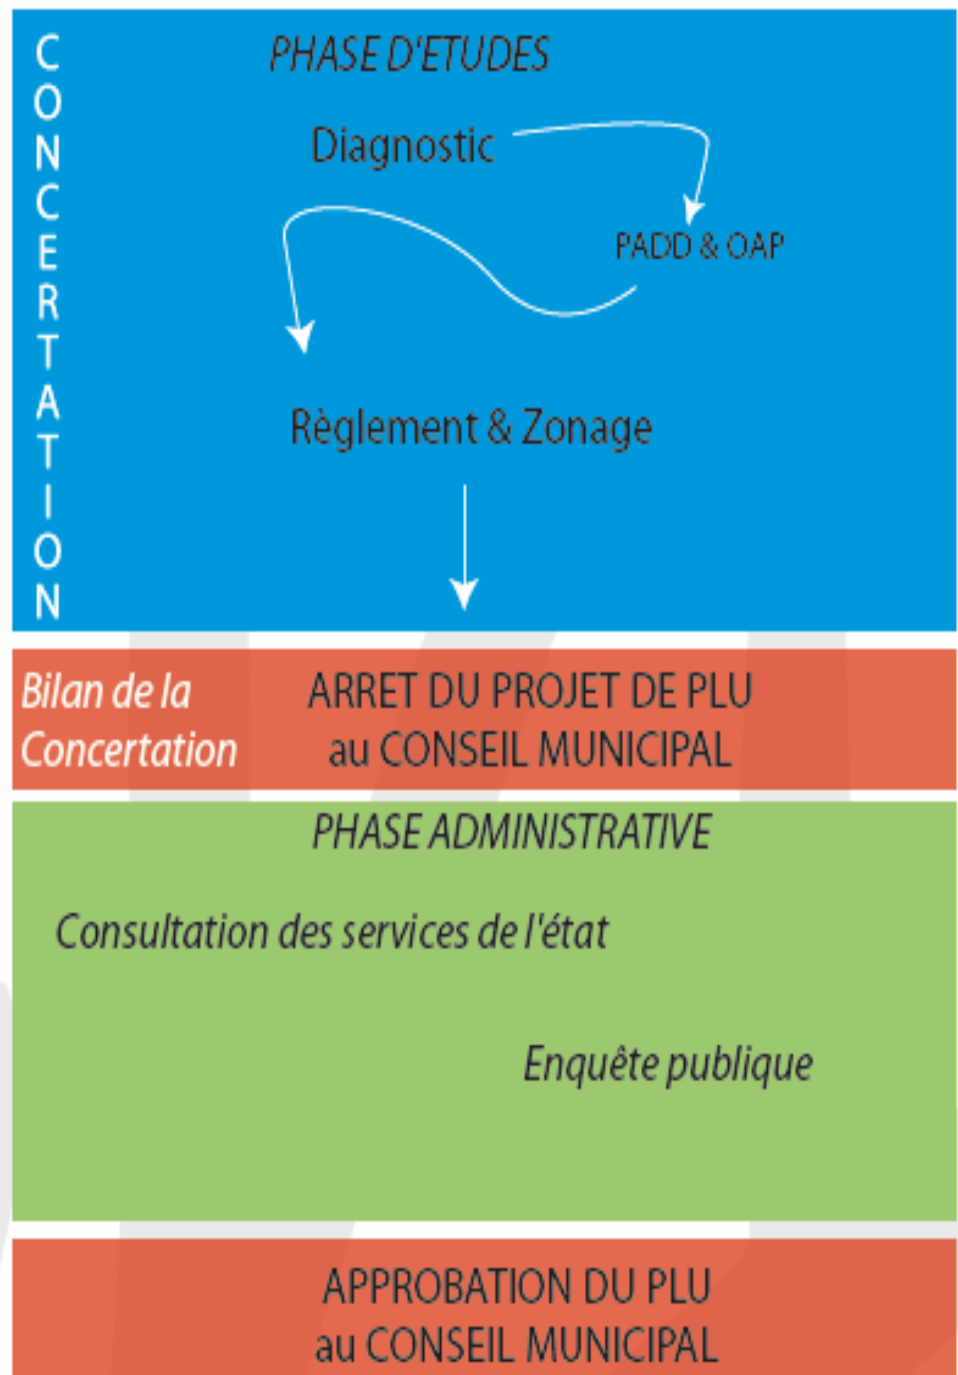 CONCERTATION
PHASE D'ETUDES
Diagnostic
PADD & OAP
Règlement & Zonage
Bilan de la
Concertation
ARRET DU PROJET DE PLU
au CONSEIL MUNICIPAL
PHASE ADMINISTRATIVE
Consultation des services de l'état
Enquête publique
APPROBATION DU PLU
au CONSEIL MUNICIPAL